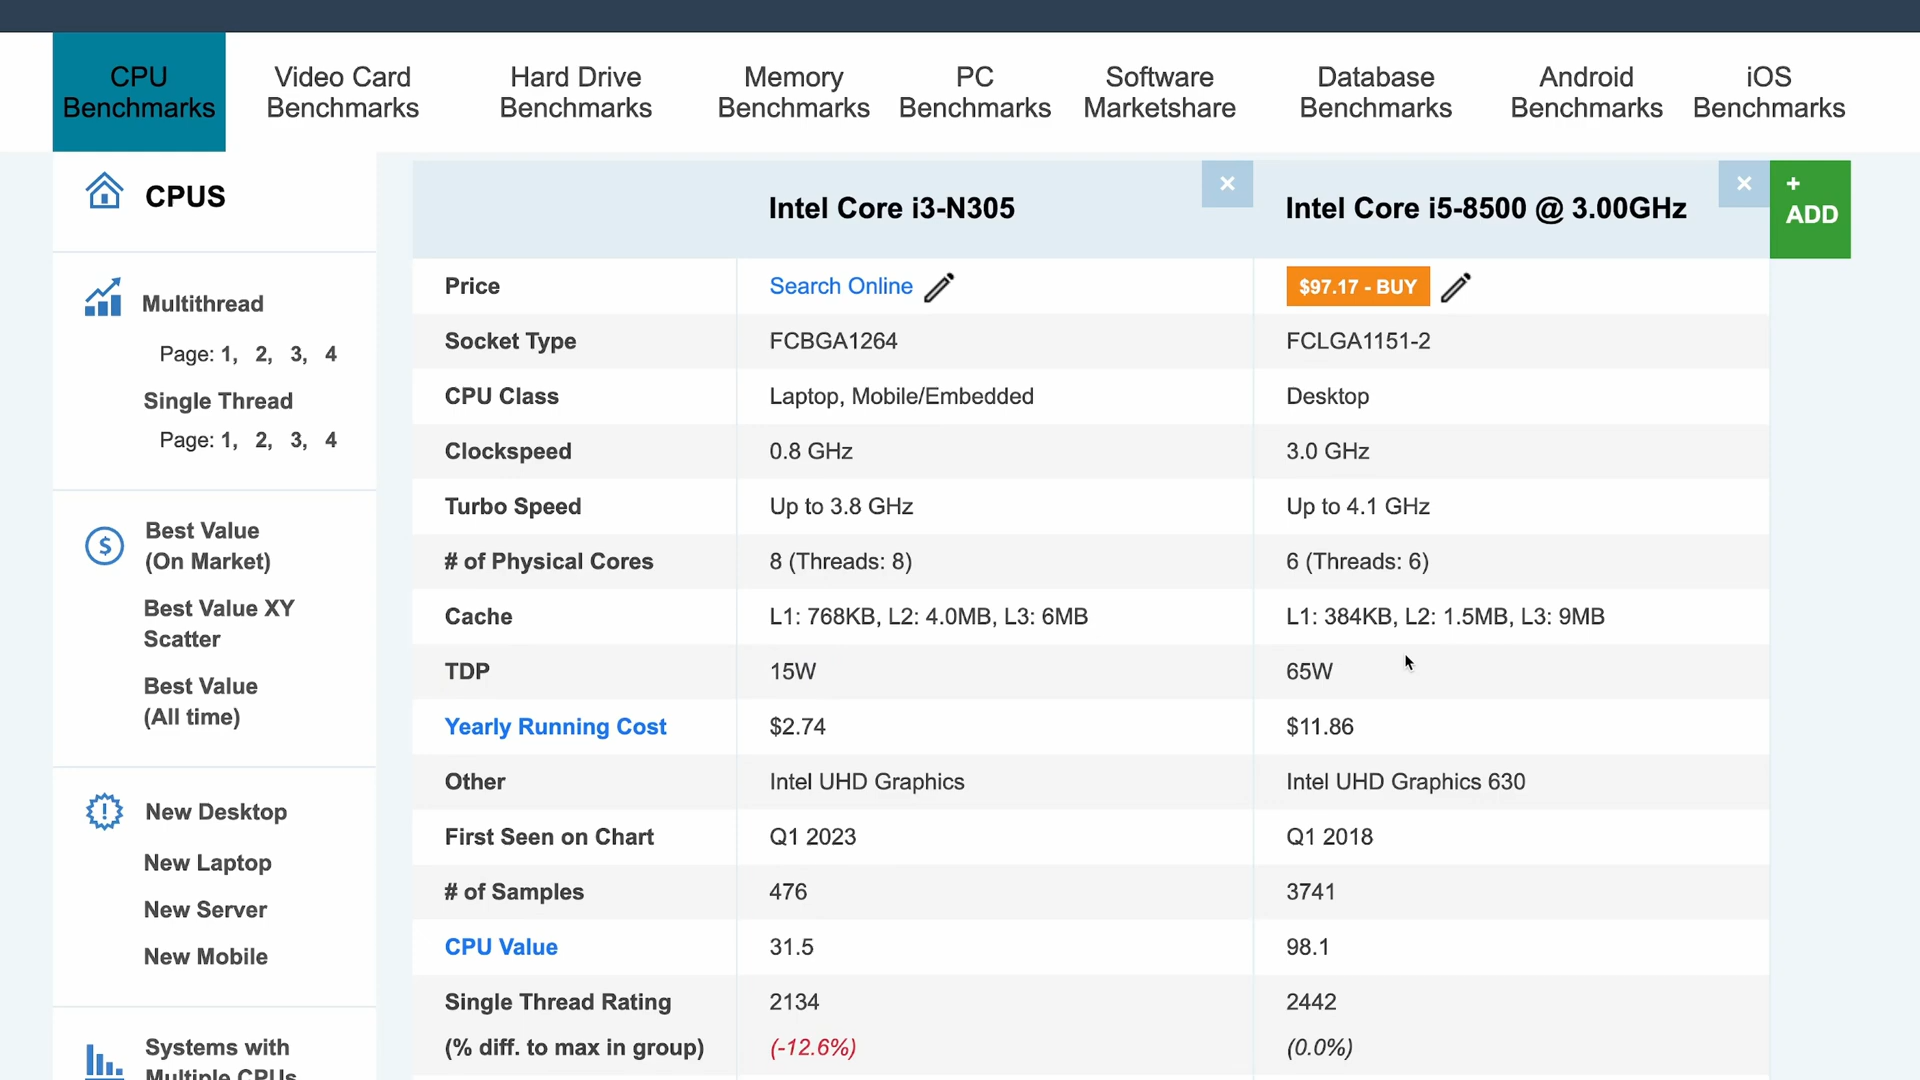 CPU
Benchmarks
Video Card
Benchmarks
Hard Drive
Benchmarks
Memory
Benchmarks
PC
Benchmarks
Software
Marketshare
Database
Benchmarks
Android
Benchmarks
iOS
Benchmarks
CPUS
Multithread
Page: 1, 2, 3, 4
Single Thread
Page: 1, 2, 3, 4
Best Value
(On Market)
Best Value XY
Scatter
Best Value
(All time)
New Desktop
New Laptop
New Server
New Mobile
Systems with
Multiple CPUs
Intel Core i3-N305
Intel Core i5-8500 @ 3.00GHz
+
ADD
Price Search Online $97.17 - BUY
Socket Type FCBGA1264 FCLGA1151-2
CPU Class Laptop, Mobile/Embedded Desktop
Clockspeed 0.8 GHz 3.0 GHz
Turbo Speed Up to 3.8 GHz Up to 4.1 GHz
# of Physical Cores 8 (Threads: 8) 6 (Threads: 6)
Cache L1: 768KB, L2: 4.0MB, L3: 6MB L1: 384KB, L2: 1.5MB, L3: 9MB
TDP 15W 65W
Yearly Running Cost $2.74 $11.86
Other Intel UHD Graphics Intel UHD Graphics 630
First Seen on Chart Q1 2023 Q1 2018
# of Samples 476 3741
CPU Value 31.5 98.1
Single Thread Rating 2134 2442
(% diff. to max in group) (-12.6%) (0.0%)